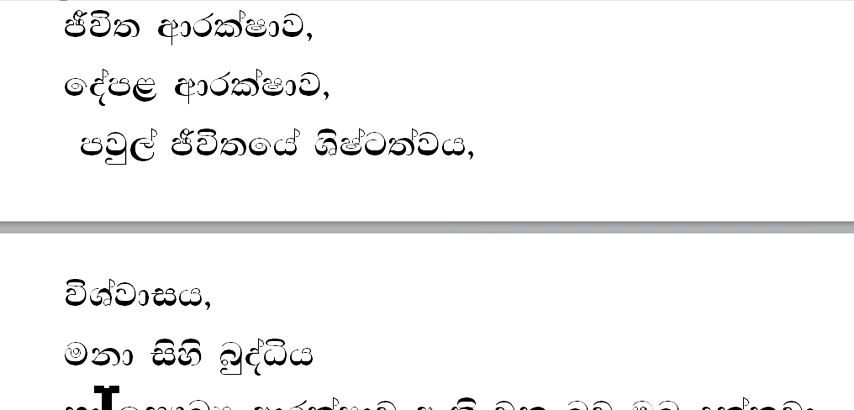 ජීවිත ආරක්ෂාව,
දේපළ ආරක්ෂාව,
පවුල් ජීවිතයේ ශිෂ්ටත්වය,
විශ්වාසය,
මනා සිහි බුද්ධිය